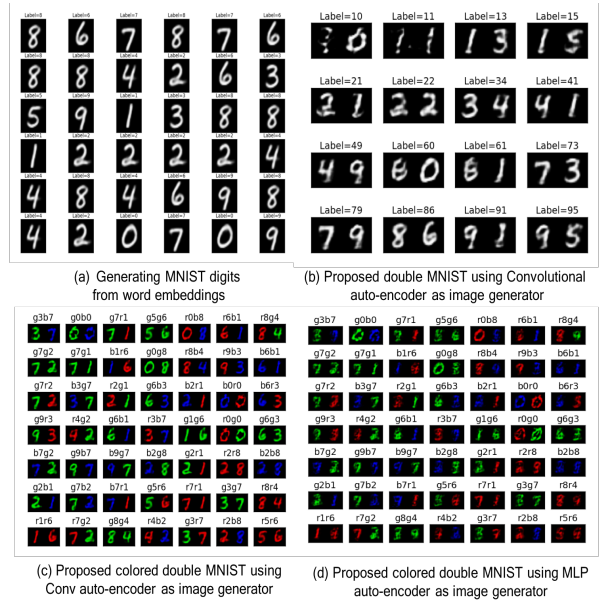 Label=8 Label=6 Label=7 Label=8 Label=7 Label=6
Label=8 Label=8 Label=4 Label=2 Label=6 Label=3
Label=5 Label=9 Label=1 Label=3 Label=8 Label=8
Label=1 Label=2 Label=2 Label=2 Label=2 Label=4
Label=4 Label=8 Label=4 Label=6 Label=9 Label=8
Label=4 Label=2 Label=0 Label=7 Label=0 Label=9
(a) Generating MNIST digits
from word embeddings
Label=10 Label=11 Label=13 Label=15
Label=21 Label=22 Label=34 Label=41
Label=49 Label=60 Label=61 Label=73
Label=79 Label=86 Label=91 Label=95
(b) Proposed double MNIST using Convolutional
auto-encoder as image generator
g3b7 g0b0 g7r1 g5g6 r0b8 r6b1 r8g4
g7g2 g7g1 b1r6 g0g8 r8b4 r9b3 b6b1
g7r2 b3g7 r2g1 g6b3 b2r1 b0r0 b6r3
g9r3 r4g2 g6b1 r3b7 g1g6 r0g0 g6g3
b7g2 g9b7 b9g7 b2g8 g2r1 r2r8 b2b8
g2b1 g7b2 b7r1 g5r6 r7r1 g3g7 r8r4
r1r6 r7g2 g8g4 r4b2 g3r7 r2b8 r5r6
(c) Proposed colored double MNIST using
Conv auto-encoder as image generator
g3b7 g0b0 g7r1 g5g6 r0b8 r6b1 r8g4
g7g2 g7g1 b1r6 g0g8 r8b4 r9b3 b6b1
g7r2 b3g7 r2g1 g6b3 b2r1 b0r0 b6r3
g9r3 r4g2 g6b1 r3b7 g1g6 r0g0 g6g3
b7g2 g9b7 b9g7 b2g8 g2r1 r2r8 b2b8
g2b1 g7b2 b7r1 g5r6 r7r1 g3g7 r8r4
r1r6 r7g2 g8g4 r4b2 g3r7 r2b8 r5r6
(d) Proposed colored double MNIST using MLP
auto-encoder as image generator